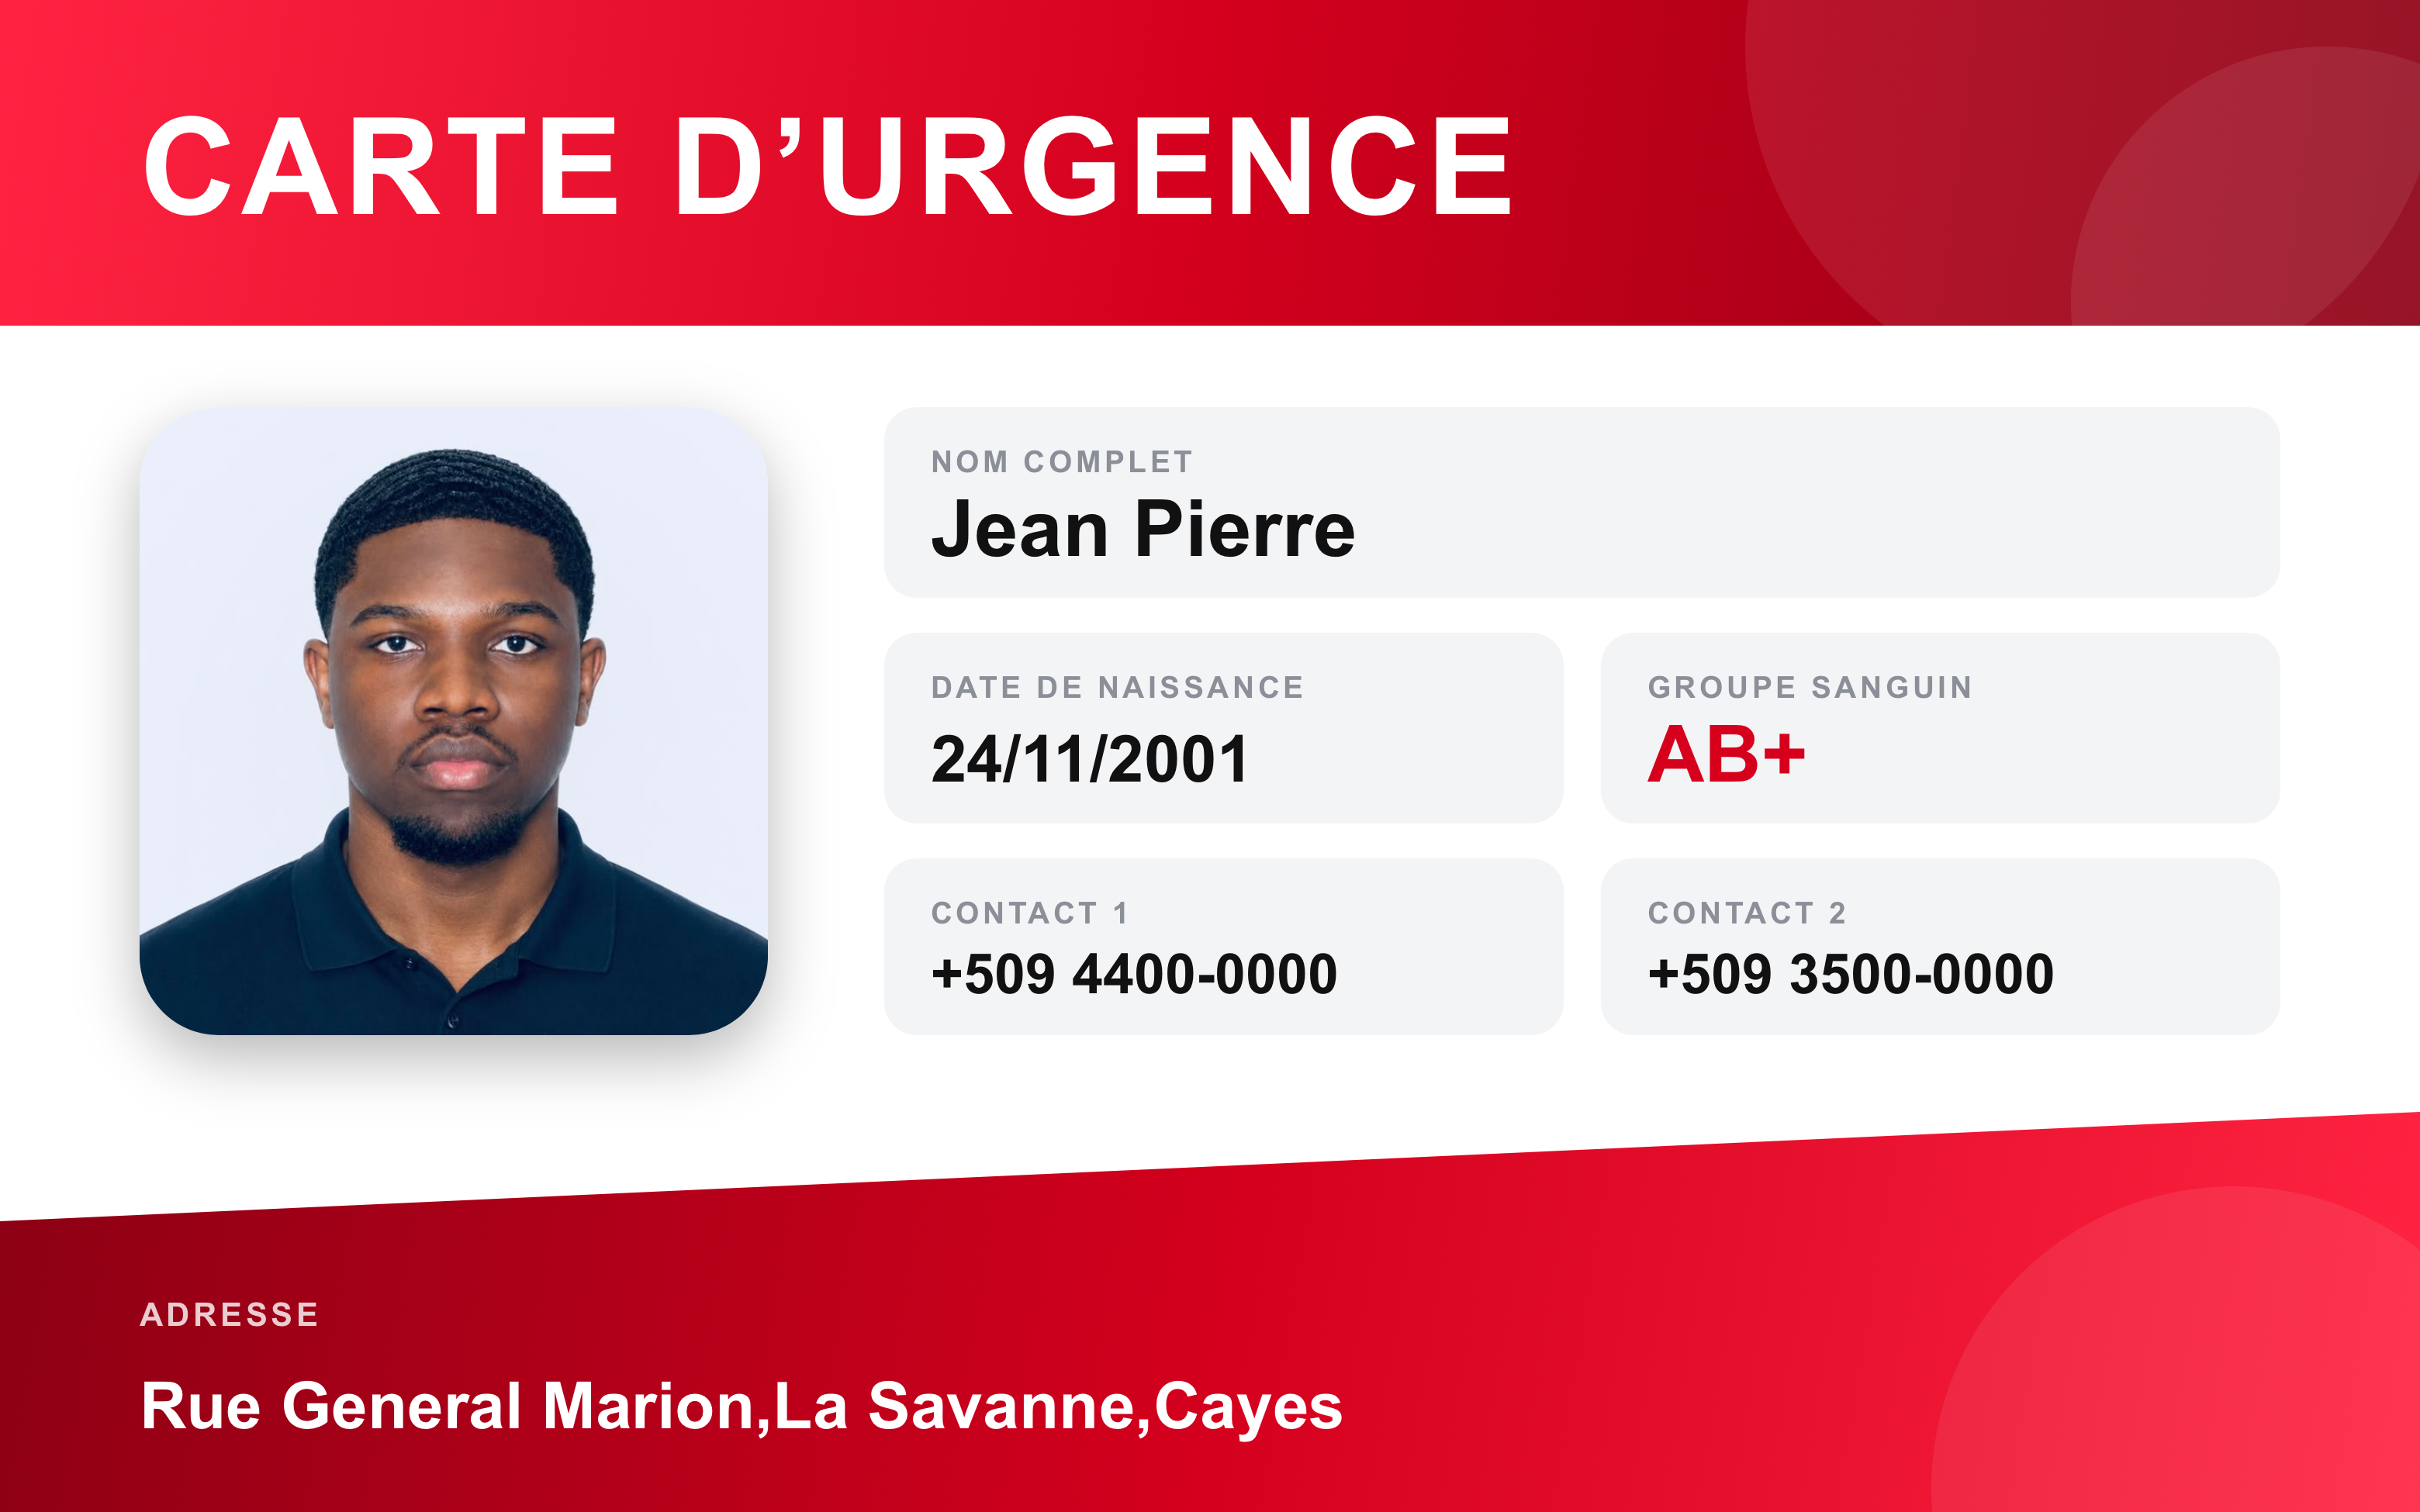 CARTE D’URGENCE
NOM COMPLET
Jean Pierre
DATE DE NAISSANCE
24/11/2001
GROUPE SANGUIN
AB+
CONTACT 1
+509 4400-0000
CONTACT 2
+509 3500-0000
ADRESSE
Rue General Marion,La Savanne,Cayes